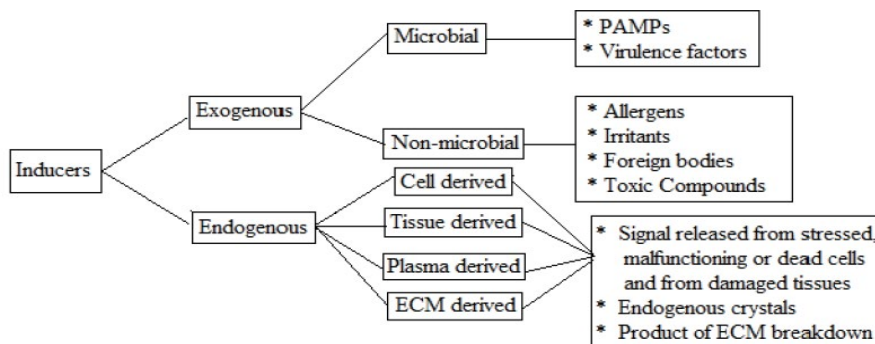 Inducers
Exogenous
Microbial
* PAMPs
* Virulence factors
Non-microbial
* Allergens
* Irritants
* Foreign bodies
* Toxic Compounds
Endogenous
Cell derived
Tissue derived
Plasma derived
ECM derived
* Signal released from stressed,
malfunctioning or dead cells
and from damaged tissues
* Endogenous crystals
* Product of ECM breakdown